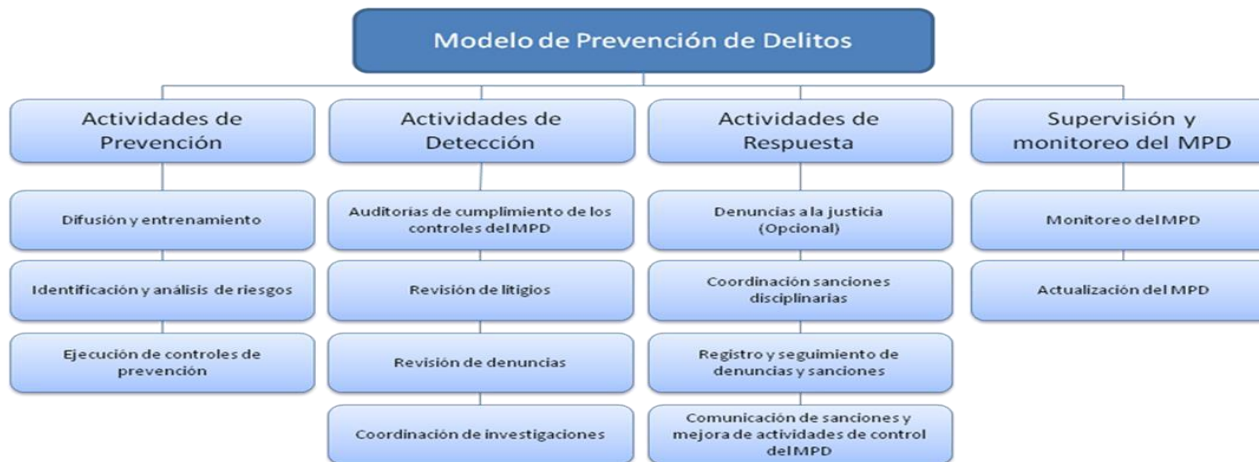 Modelo de Prevención de Delitos
Actividades de
Prevención
Difusión y entrenamiento
Identificación y análisis de riesgos
Ejecución de controles de
prevención
Actividades de
Detección
Auditorías de cumplimiento de los
controles del MPD
Revisión de litigios
Revisión de denuncias
Coordinación de investigaciones
Actividades de
Respuesta
Denuncias a la justicia
(Opcional)
Coordinación sanciones
disciplinarias
Registro y seguimiento de
denuncias y sanciones
Comunicación de sanciones y
mejora de actividades de control
del MPD
Supervisión y
monitoreo del MPD
Monitoreo del MPD
Actualización del MPD